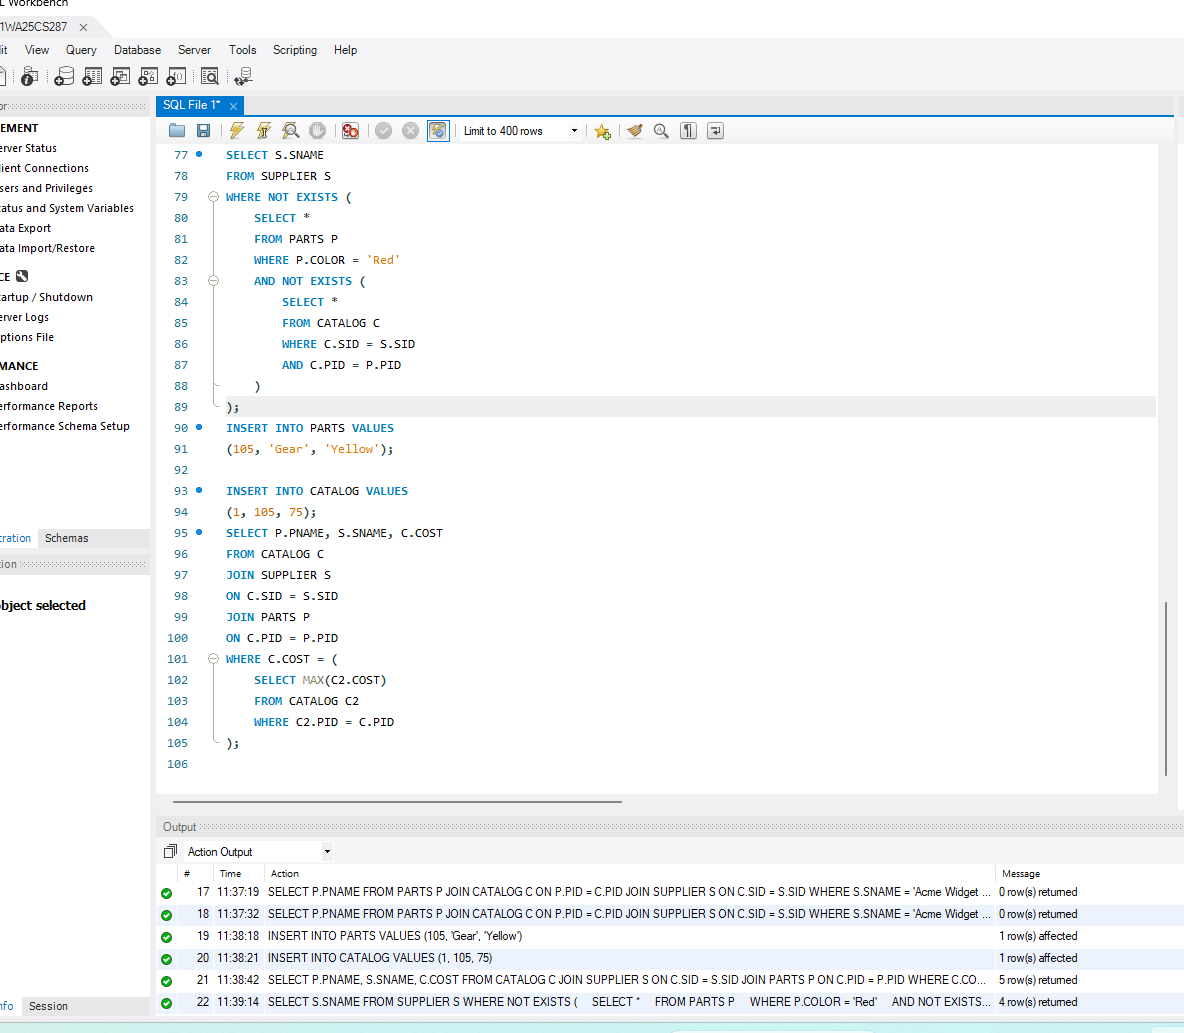 L Workbench
1WA25CS287 ×
lit View Query Database Server Tools Scripting Help
or
EMENT
erver Status
lient Connections
sers and Privileges
tatus and System Variables
ata Export
ata Import/Restore
CE
tartup / Shutdown
erver Logs
ptions File
MANCE
ashboard
erformance Reports
erformance Schema Setup
tration Schemas
tion
bject selected
nfo Session
SQL File 1* ×
Limit to 400 rows
77 SELECT S.SNAME
78 FROM SUPPLIER S
79 WHERE NOT EXISTS (
80 SELECT *
81 FROM PARTS P
82 WHERE P.COLOR = 'Red'
83 AND NOT EXISTS (
84 SELECT *
85 FROM CATALOG C
86 WHERE C.SID = S.SID
87 AND C.PID = P.PID
88 )
89 );
90 INSERT INTO PARTS VALUES
91 (105, 'Gear', 'Yellow');
92
93 INSERT INTO CATALOG VALUES
94 (1, 105, 75);
95 SELECT P.PNAME, S.SNAME, C.COST
96 FROM CATALOG C
97 JOIN SUPPLIER S
98 ON C.SID = S.SID
99 JOIN PARTS P
100 ON C.PID = P.PID
101 WHERE C.COST = (
102 SELECT MAX(C2.COST)
103 FROM CATALOG C2
104 WHERE C2.PID = C.PID
105 );
106
Output
Action Output
# Time Action Message
17 11:37:19 SELECT P.PNAME FROM PARTS P JOIN CATALOG C ON P.PID = C.PID JOIN SUPPLIER S ON C.SID = S.SID WHERE S.SNAME = 'Acme Widget ... 0 row(s) returned
18 11:37:32 SELECT P.PNAME FROM PARTS P JOIN CATALOG C ON P.PID = C.PID JOIN SUPPLIER S ON C.SID = S.SID WHERE S.SNAME = 'Acme Widget ... 0 row(s) returned
19 11:38:18 INSERT INTO PARTS VALUES (105, 'Gear', 'Yellow') 1 row(s) affected
20 11:38:21 INSERT INTO CATALOG VALUES (1, 105, 75) 1 row(s) affected
21 11:38:42 SELECT P.PNAME, S.SNAME, C.COST FROM CATALOG C JOIN SUPPLIER S ON C.SID = S.SID JOIN PARTS P ON C.PID = P.PID WHERE C.CO... 5 row(s) returned
22 11:39:14 SELECT S.SNAME FROM SUPPLIER S WHERE NOT EXISTS ( SELECT * FROM PARTS P WHERE P.COLOR = 'Red' AND NOT EXISTS... 4 row(s) returned